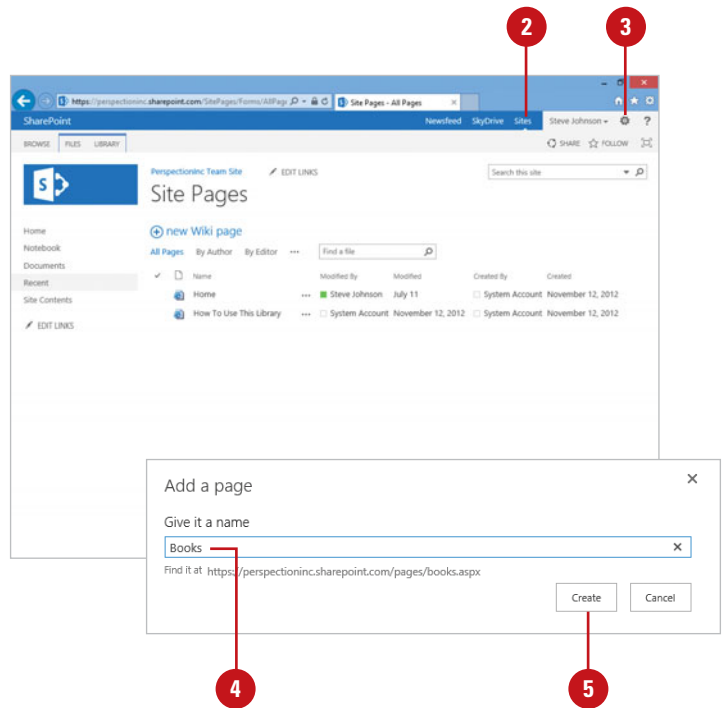 2
3
https://perspectioninc.sharepoint.com/SitePages/Forms/AllPage
Site Pages - All Pages
SharePoint
Newsfeed SkyDrive Sites Steve Johnson ?
BROWSE FILES LIBRARY
SHARE FOLLOW
S
PerspectionInc Team Site EDIT LINKS
Search this site
Site Pages
Home
Notebook
Documents
Recent
Site Contents
EDIT LINKS
new Wiki page
All Pages By Author By Editor ••• Find a file
Name Modified By Modified Created By Created
Home ••• Steve Johnson July 11 System Account November 12, 2012
How To Use This Library ••• System Account November 12, 2012 System Account November 12, 2012
Add a page
Give it a name
Books
Find it at https://perspectioninc.sharepoint.com/pages/books.aspx
Create Cancel
4
5